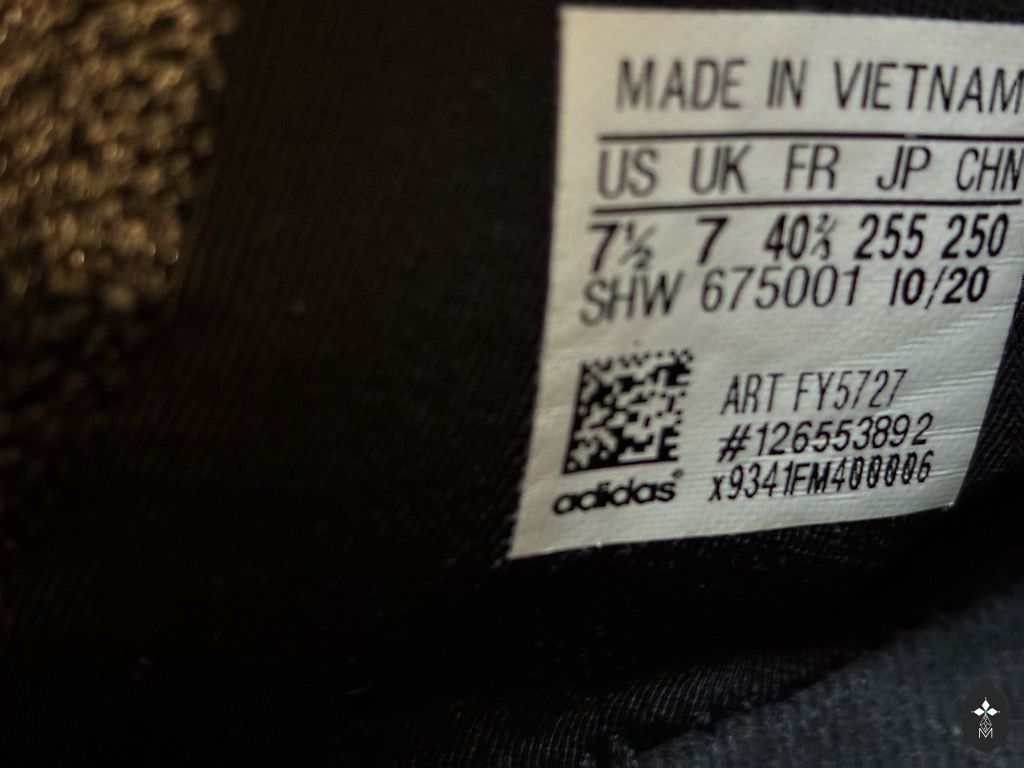 MADE IN VIETNAM
US UK FR JP CHN
7½ 7 40⅔ 255 250
SHW 675001 10/20
ART FY5727
#126553892
x9341FM400006
adidas®
M